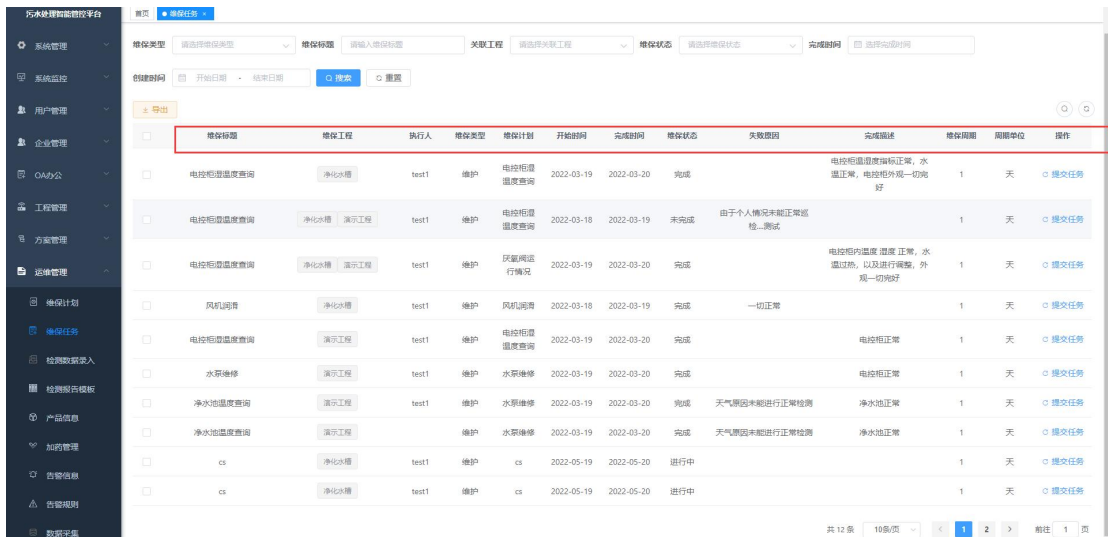 污水处理智能管控平台
首页 维保任务 ×
系统管理
系统监控
用户管理
企业管理
OA办公
工程管理
方案管理
运维管理
维保计划
维保任务
检测数据录入
检测报告模板
产品信息
加药管理
告警信息
告警规则
数据采集
维保类型 请选择维保类型 维保标题 请输入维保标题 关联工程 请选择关联工程 维保状态 请选择维保状态 完成时间 选择完成时间
创建时间 开始日期 - 结束日期 搜索 重置
导出
维保标题 维保工程 执行人 维保类型 维保计划 开始时间 完成时间 维保状态 失败原因 完成描述 维保周期 周期单位 操作
电控柜湿温度查询 净化水槽 test1 维护 电控柜湿温度查询 2022-03-19 2022-03-20 完成 电控柜温湿度指标正常，水温正常，电控柜外观一切完好 1 天 提交任务
电控柜湿温度查询 净化水槽 演示工程 test1 维护 电控柜湿温度查询 2022-03-18 2022-03-19 未完成 由于个人情况未能正常巡检...测试 1 天 提交任务
电控柜湿温度查询 净化水槽 演示工程 test1 维护 厌氧阀运行情况 2022-03-19 2022-03-20 完成 电控柜内温度 湿度 正常，水温过热，以及进行调整，外观一切完好 1 天 提交任务
风机润滑 净化水槽 test1 维护 风机润滑 2022-03-18 2022-03-19 完成 一切正常 1 天 提交任务
电控柜湿温度查询 演示工程 test1 维护 电控柜湿温度查询 2022-03-19 2022-03-20 完成 电控柜正常 1 天 提交任务
水泵维修 演示工程 test1 维护 水泵维修 2022-03-19 2022-03-20 完成 电控柜正常 1 天 提交任务
净水池温度查询 演示工程 test1 维护 水泵维修 2022-03-19 2022-03-20 完成 天气原因未能进行正常检测 净水池正常 1 天 提交任务
净水池温度查询 演示工程 维护 水泵维修 2022-03-19 2022-03-20 完成 天气原因未能进行正常检测 净水池正常 1 天 提交任务
cs 净化水槽 test1 维护 cs 2022-05-19 2022-05-20 进行中 1 天 提交任务
cs 净化水槽 test1 维护 cs 2022-05-19 2022-05-20 进行中 1 天 提交任务
共 12 条 10条/页 < 1 2 > 前往 1 页